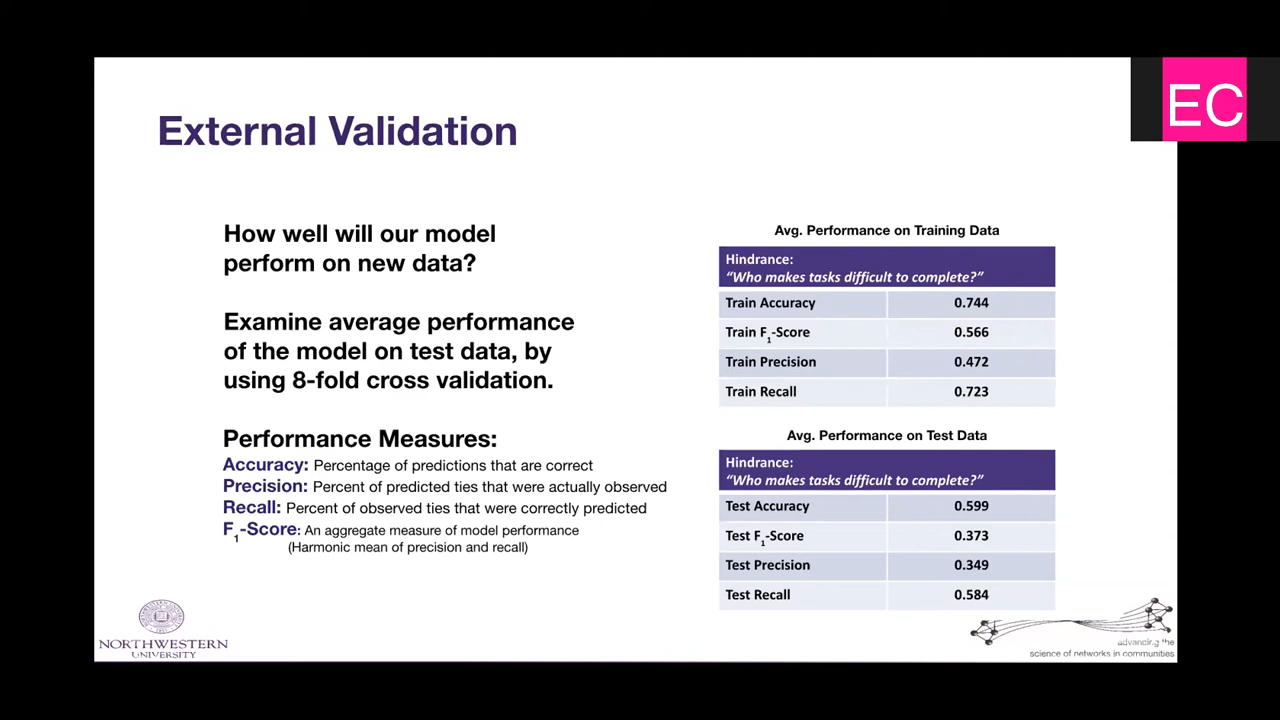 EC
External Validation
How well will our model
perform on new data?
Examine average performance
of the model on test data, by
using 8-fold cross validation.
Performance Measures:
Accuracy: Percentage of predictions that are correct
Precision: Percent of predicted ties that were actually observed
Recall: Percent of observed ties that were correctly predicted
F1-Score: An aggregate measure of model performance
(Harmonic mean of precision and recall)
Avg. Performance on Training Data
Hindrance:
“Who makes tasks difficult to complete?”
Train Accuracy 0.744
Train F1-Score 0.566
Train Precision 0.472
Train Recall 0.723
Avg. Performance on Test Data
Hindrance:
“Who makes tasks difficult to complete?”
Test Accuracy 0.599
Test F1-Score 0.373
Test Precision 0.349
Test Recall 0.584
NORTHWESTERN
UNIVERSITY
advancing the
science of networks in communities